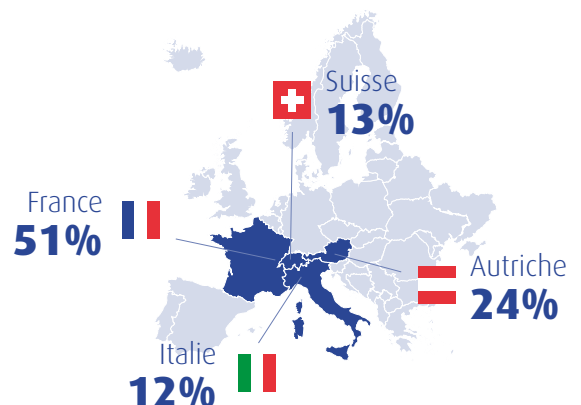 Suisse
13%
France
51%
Autriche
24%
Italie
12%